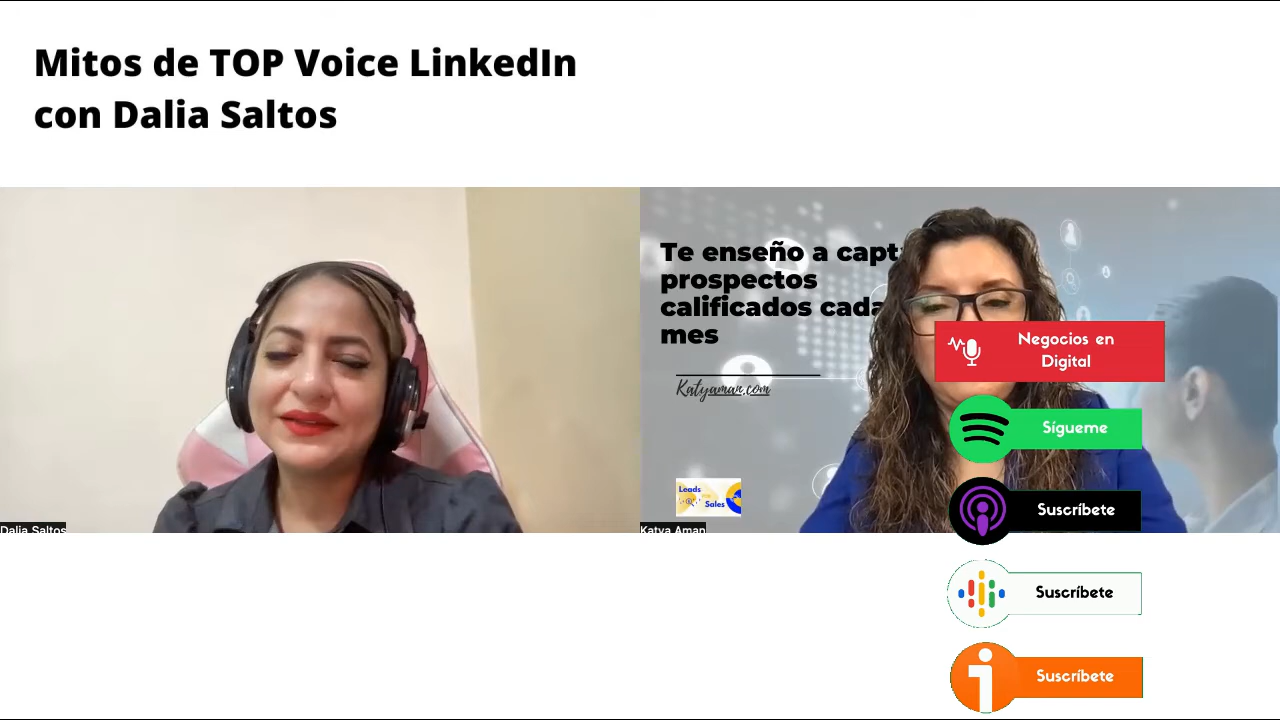 Mitos de TOP Voice LinkedIn
con Dalia Saltos
Te enseño a capt
prospectos
calificados cada
mes
Katyaman.com
Leads
Sales
Dalia Saltos
Katya Aman
Negocios en
Digital
Sígueme
Suscríbete
Suscríbete
Suscríbete